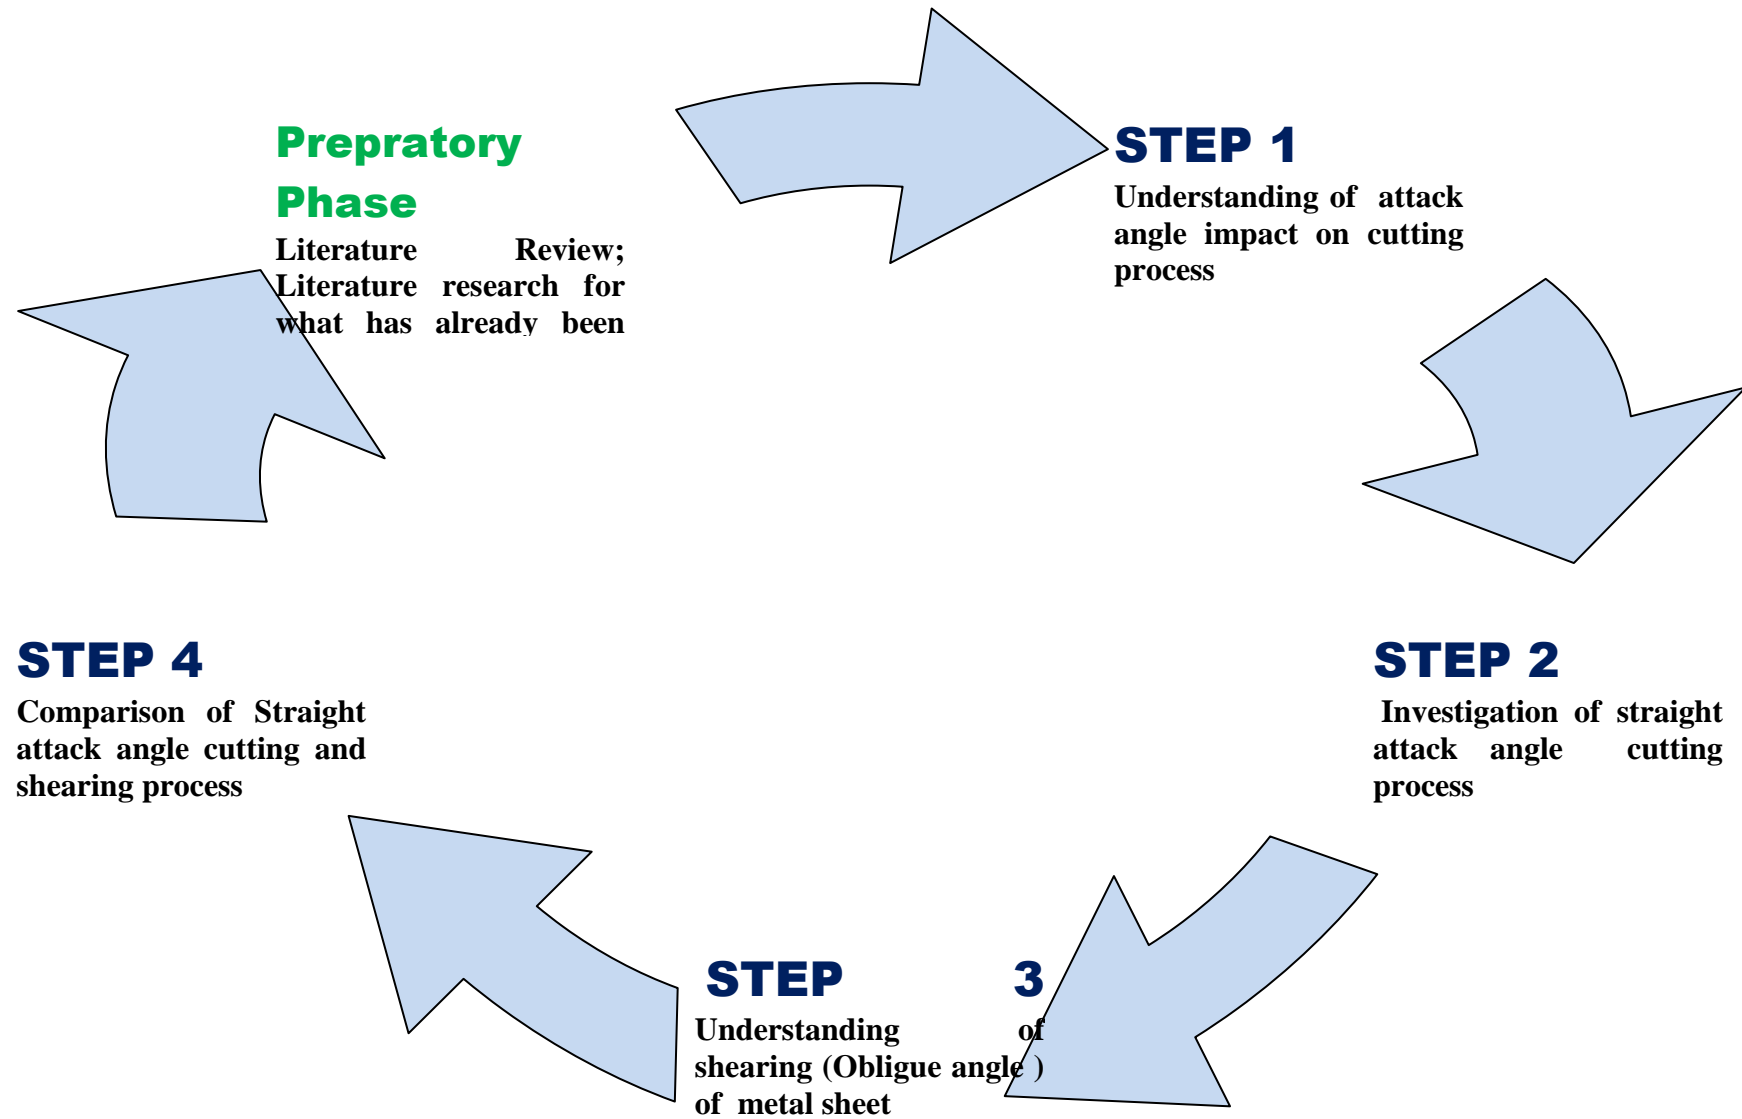 Prepratory
Phase
Literature Review;
Literature research for
what has already been
STEP 1
Understanding of attack
angle impact on cutting
process
STEP 2
Investigation of straight
attack angle cutting
process
STEP 3
Understanding of
shearing (Obligue angle )
of metal sheet
STEP 4
Comparison of Straight
attack angle cutting and
shearing process